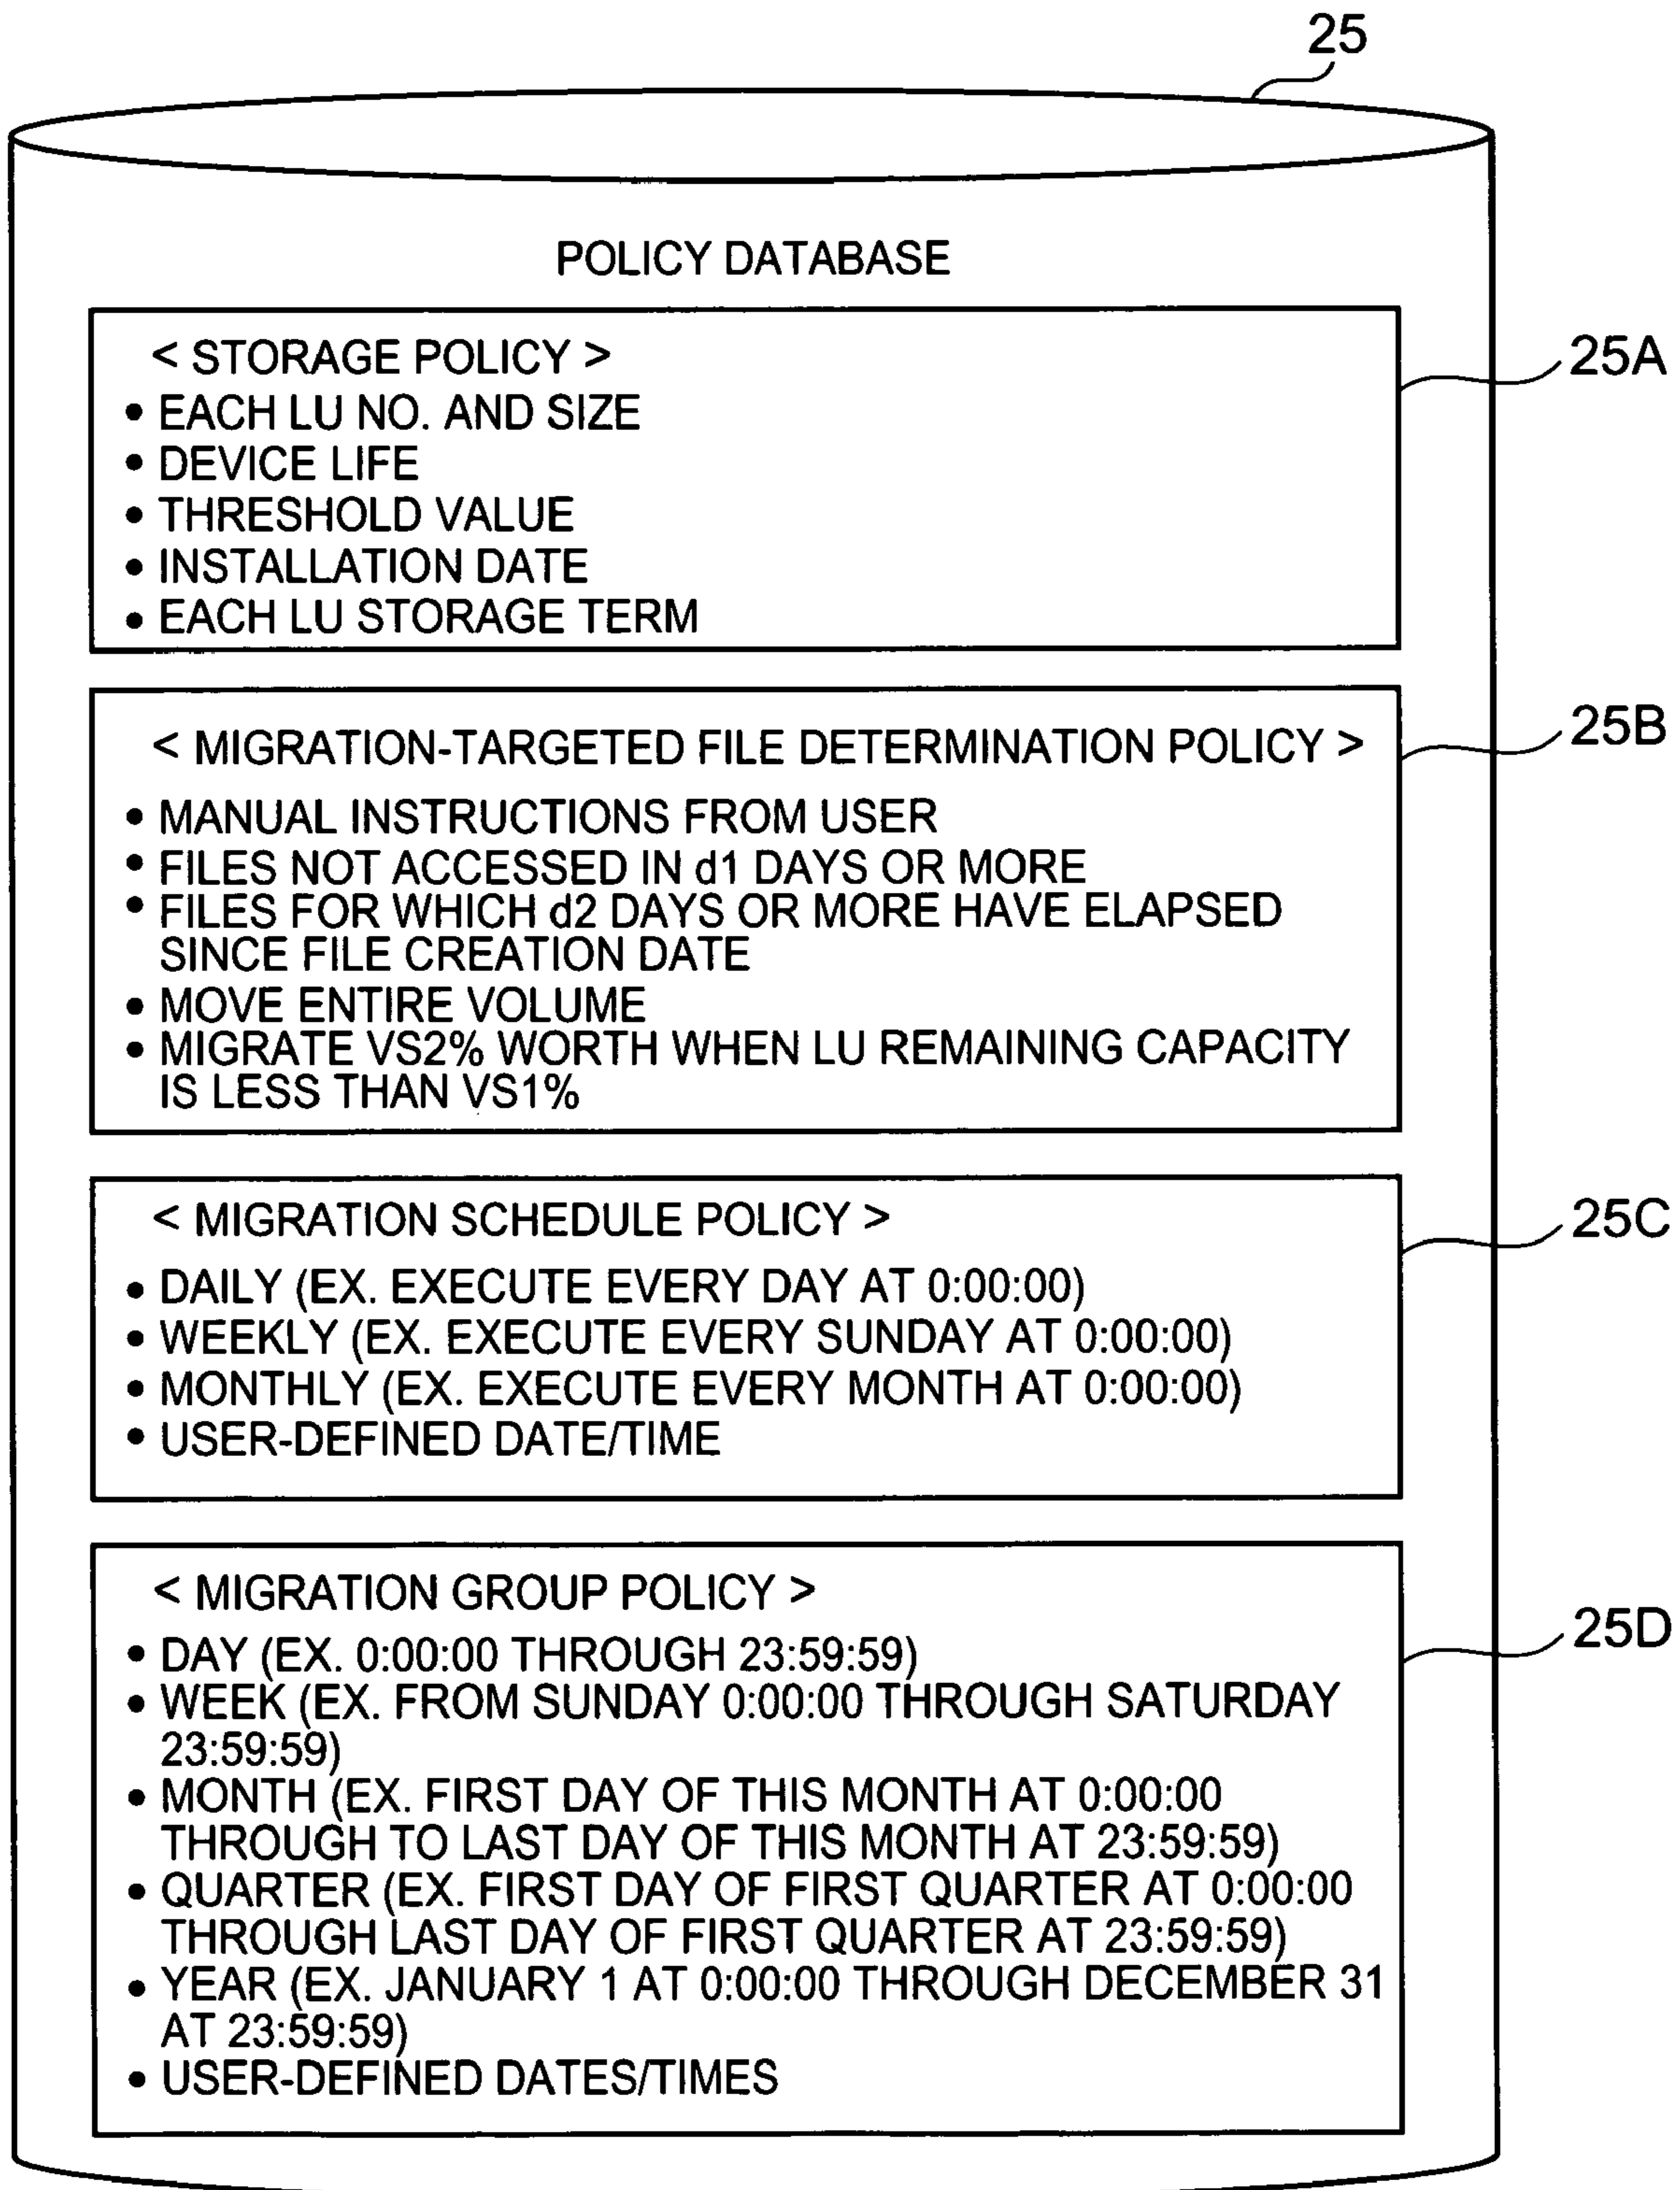 25
POLICY DATABASE
< STORAGE POLICY >
• EACH LU NO. AND SIZE
• DEVICE LIFE
• THRESHOLD VALUE
• INSTALLATION DATE
• EACH LU STORAGE TERM
25A
< MIGRATION-TARGETED FILE DETERMINATION POLICY >
• MANUAL INSTRUCTIONS FROM USER
• FILES NOT ACCESSED IN d1 DAYS OR MORE
• FILES FOR WHICH d2 DAYS OR MORE HAVE ELAPSED
SINCE FILE CREATION DATE
• MOVE ENTIRE VOLUME
• MIGRATE VS2% WORTH WHEN LU REMAINING CAPACITY
IS LESS THAN VS1%
25B
< MIGRATION SCHEDULE POLICY >
• DAILY (EX. EXECUTE EVERY DAY AT 0:00:00)
• WEEKLY (EX. EXECUTE EVERY SUNDAY AT 0:00:00)
• MONTHLY (EX. EXECUTE EVERY MONTH AT 0:00:00)
• USER-DEFINED DATE/TIME
25C
< MIGRATION GROUP POLICY >
• DAY (EX. 0:00:00 THROUGH 23:59:59)
• WEEK (EX. FROM SUNDAY 0:00:00 THROUGH SATURDAY
23:59:59)
• MONTH (EX. FIRST DAY OF THIS MONTH AT 0:00:00
THROUGH TO LAST DAY OF THIS MONTH AT 23:59:59)
• QUARTER (EX. FIRST DAY OF FIRST QUARTER AT 0:00:00
THROUGH LAST DAY OF FIRST QUARTER AT 23:59:59)
• YEAR (EX. JANUARY 1 AT 0:00:00 THROUGH DECEMBER 31
AT 23:59:59)
• USER-DEFINED DATES/TIMES
25D